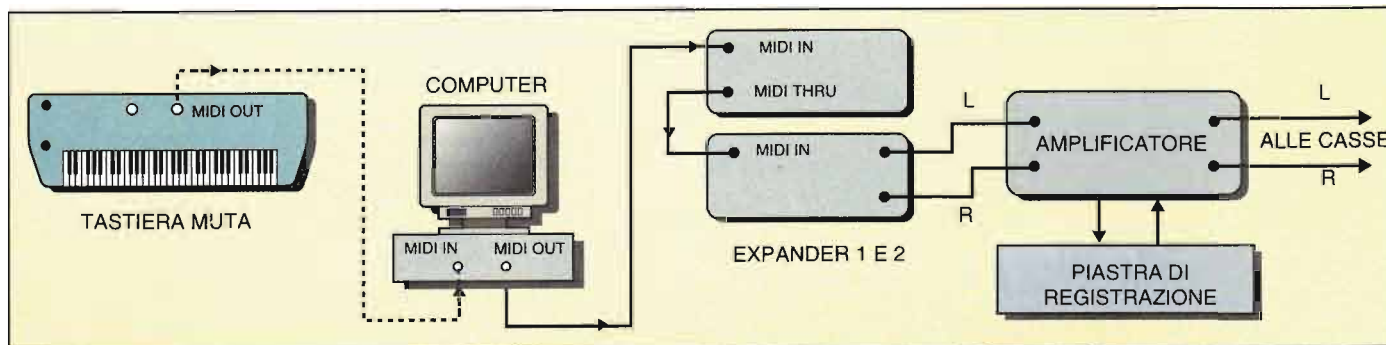 MIDI OUT
TASTIERA MUTA
COMPUTER
MIDI IN
MIDI OUT
MIDI IN
MIDI THRU
MIDI IN
EXPANDER 1 E 2
L
R
AMPLIFICATORE
L
ALLE CASSE
R
PIASTRA DI
REGISTRAZIONE